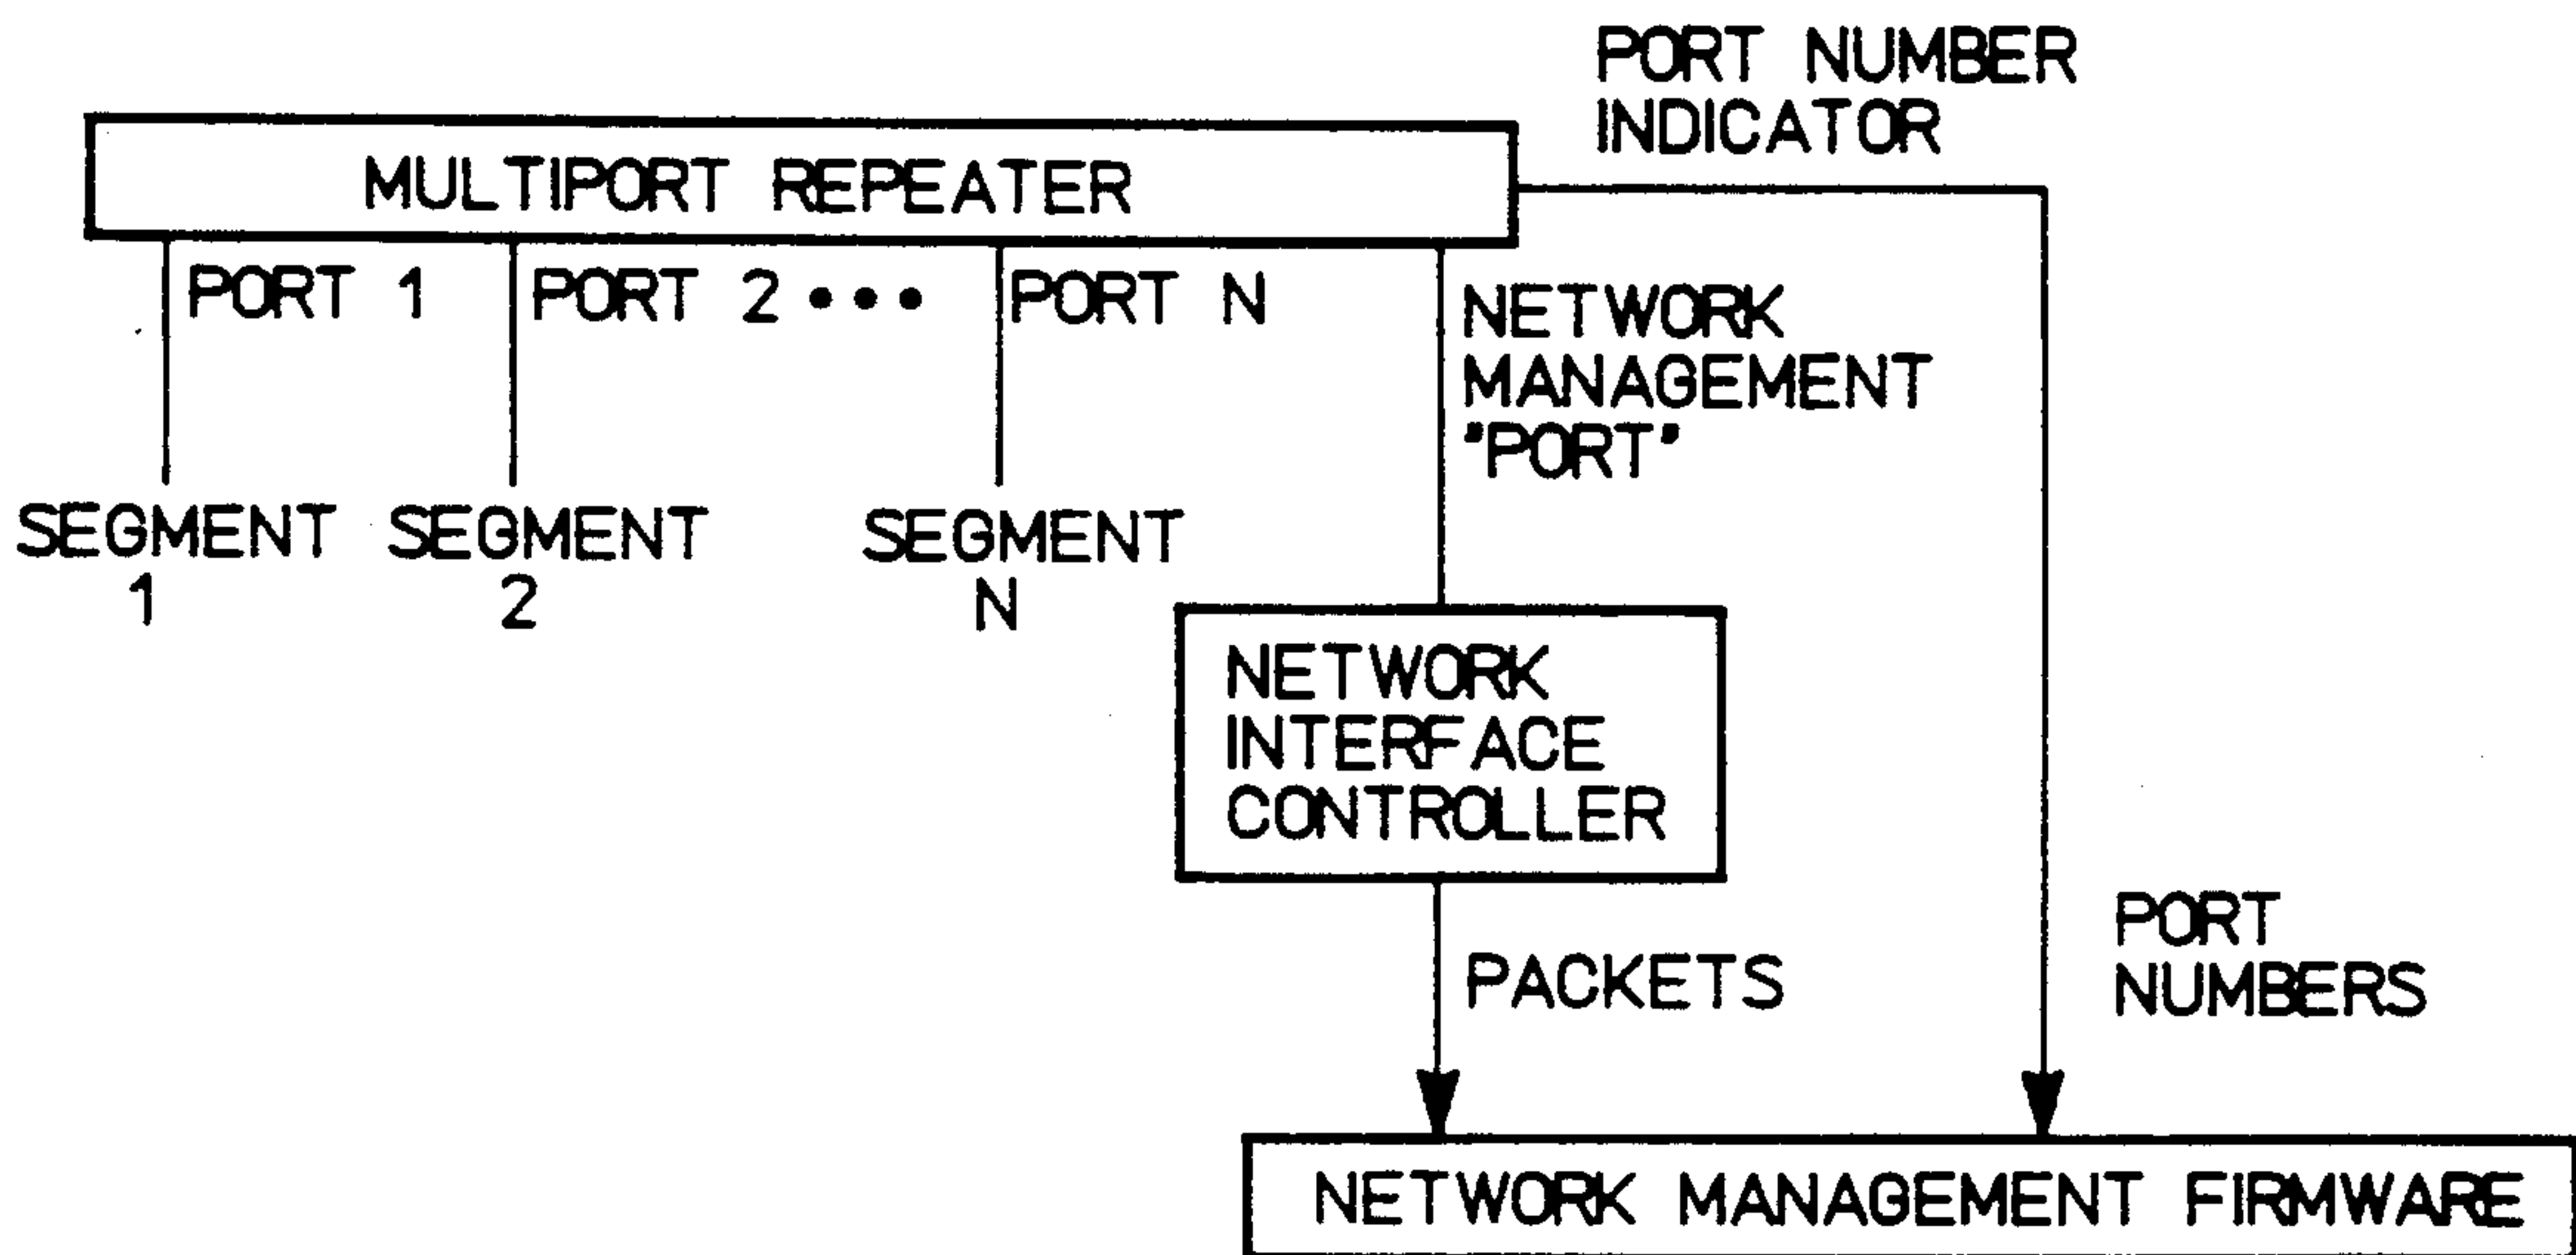 PORT NUMBER
INDICATOR
MULTIPORT REPEATER
PORT 1
PORT 2 •••
PORT N
NETWORK
MANAGEMENT
"PORT"
SEGMENT
1
SEGMENT
2
SEGMENT
N
NETWORK
INTERFACE
CONTROLLER
PACKETS
PORT
NUMBERS
NETWORK MANAGEMENT FIRMWARE